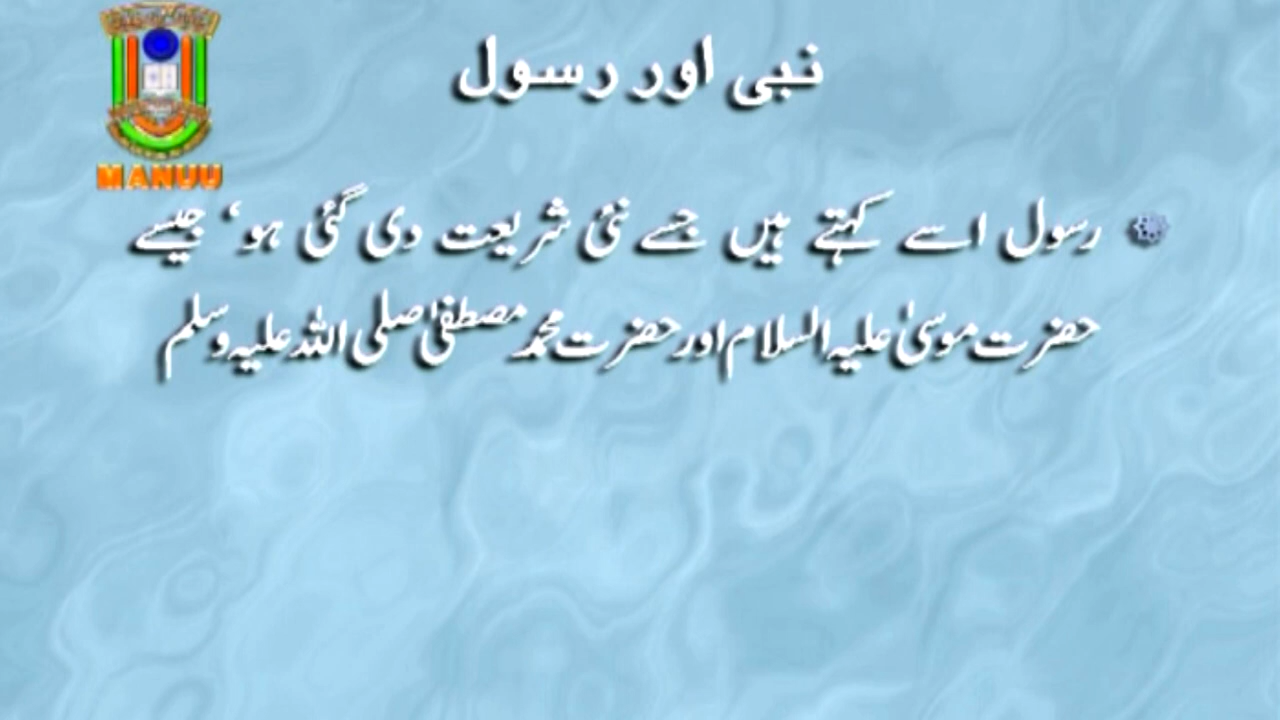 نبی اور رسول
MANUU
رسول اسے کہتے ہیں جسے نئی شریعت دی گئی ہو‘ جیسے
حضرت موسیٰ علیہ السلام اور حضرت محمد مصطفیٰ صلی اللہ علیہ وسلم